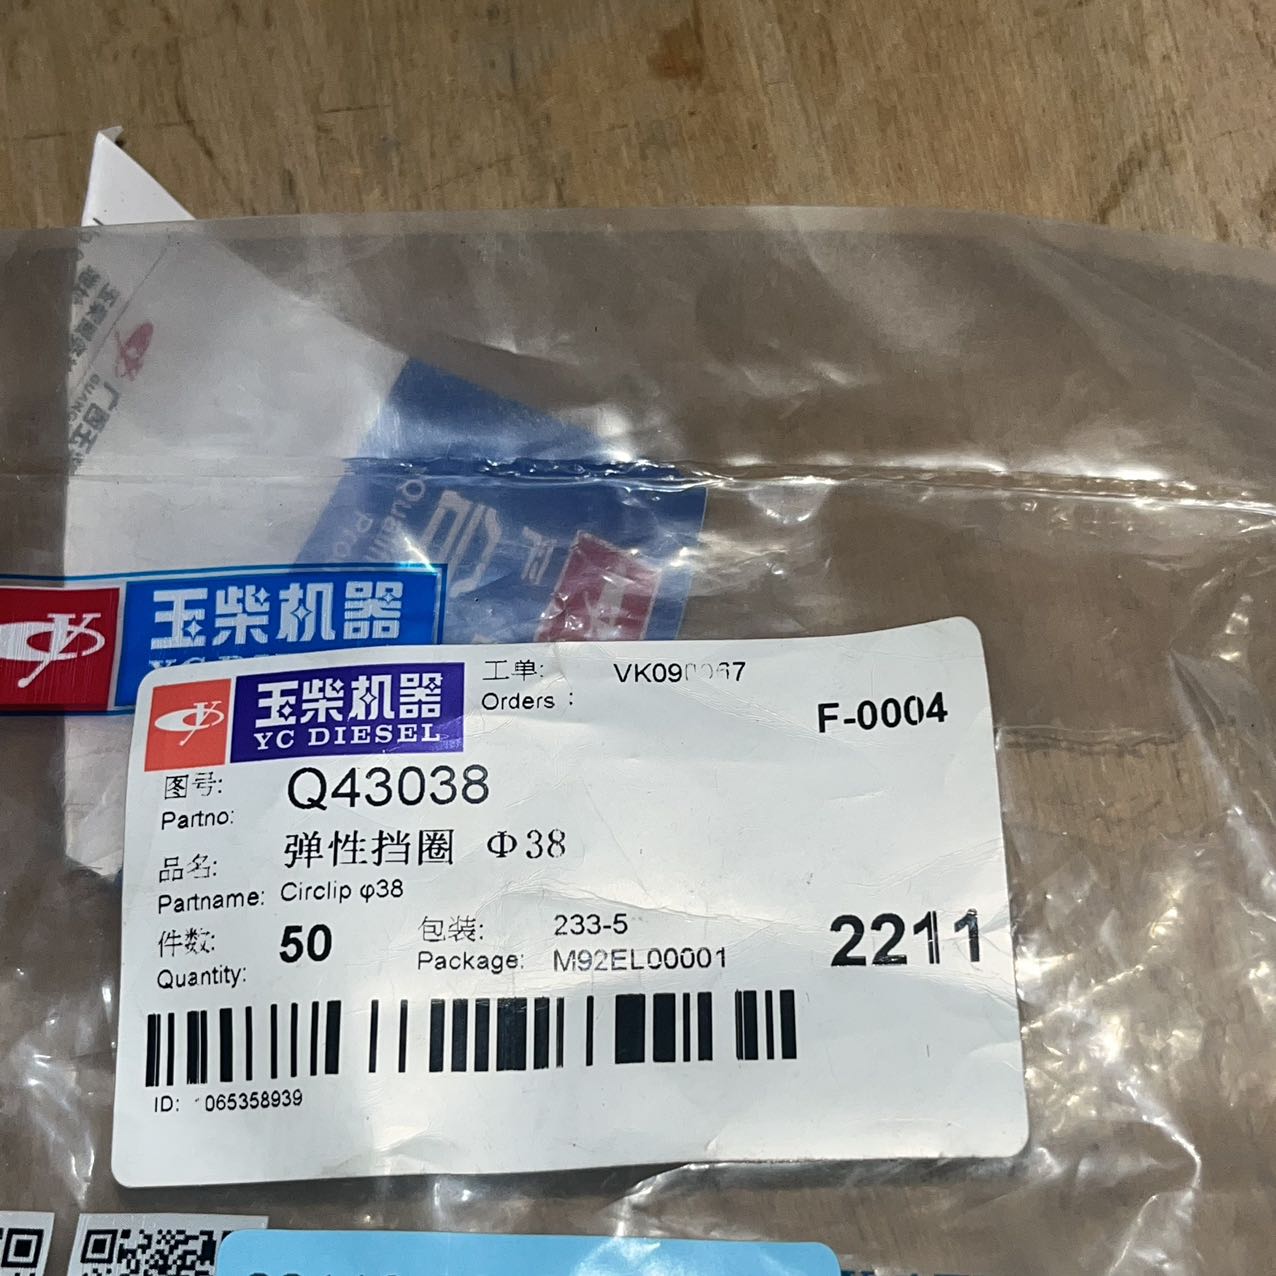 玉柴机器
玉柴机器
YC DIESEL
工单:
Orders :
F-0004
图号: Q43038
Partno:
品名: 弹性挡圈 Φ38
Partname: Circlip φ38
件数: 50 包装: 233-5
Quantity: Package: M92EL00001
2211
ID: 065358939